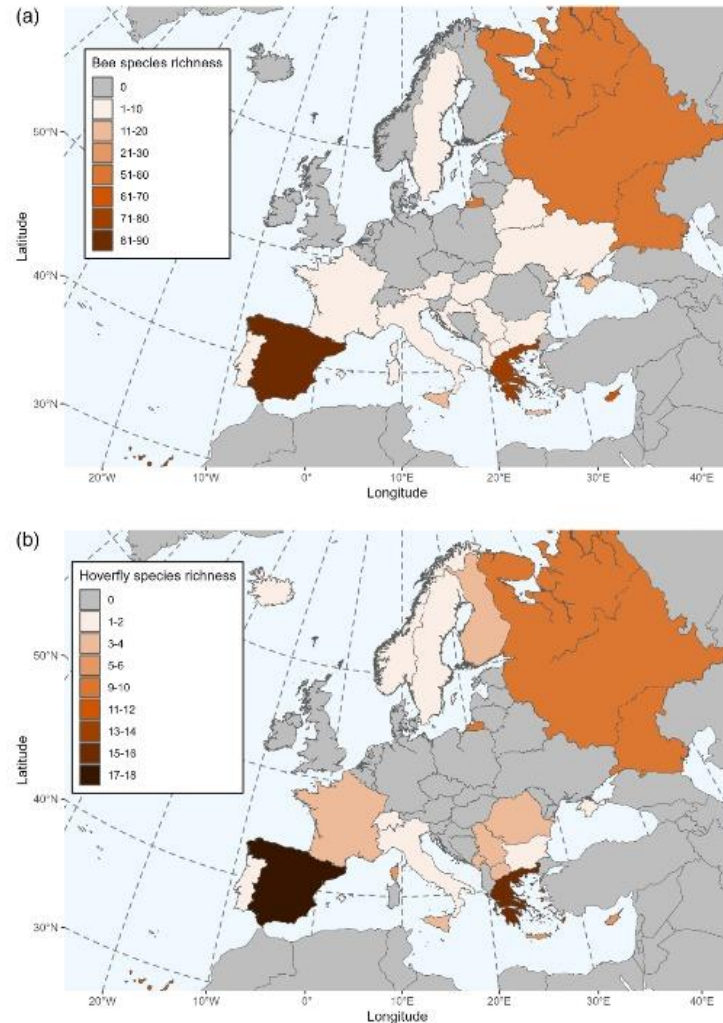 (a)
Bee species richness
0
1-10
11-20
21-30
51-60
61-70
71-80
81-90
50°N
40°N
30°N
Latitude
20°W 10°W 0° 10°E 20°E 30°E 40°E
Longitude
(b)
Hoverfly species richness
0
1-2
3-4
5-6
9-10
11-12
13-14
15-16
17-18
50°N
40°N
30°N
Latitude
20°W 10°W 0° 10°E 20°E 30°E 40°E
Longitude